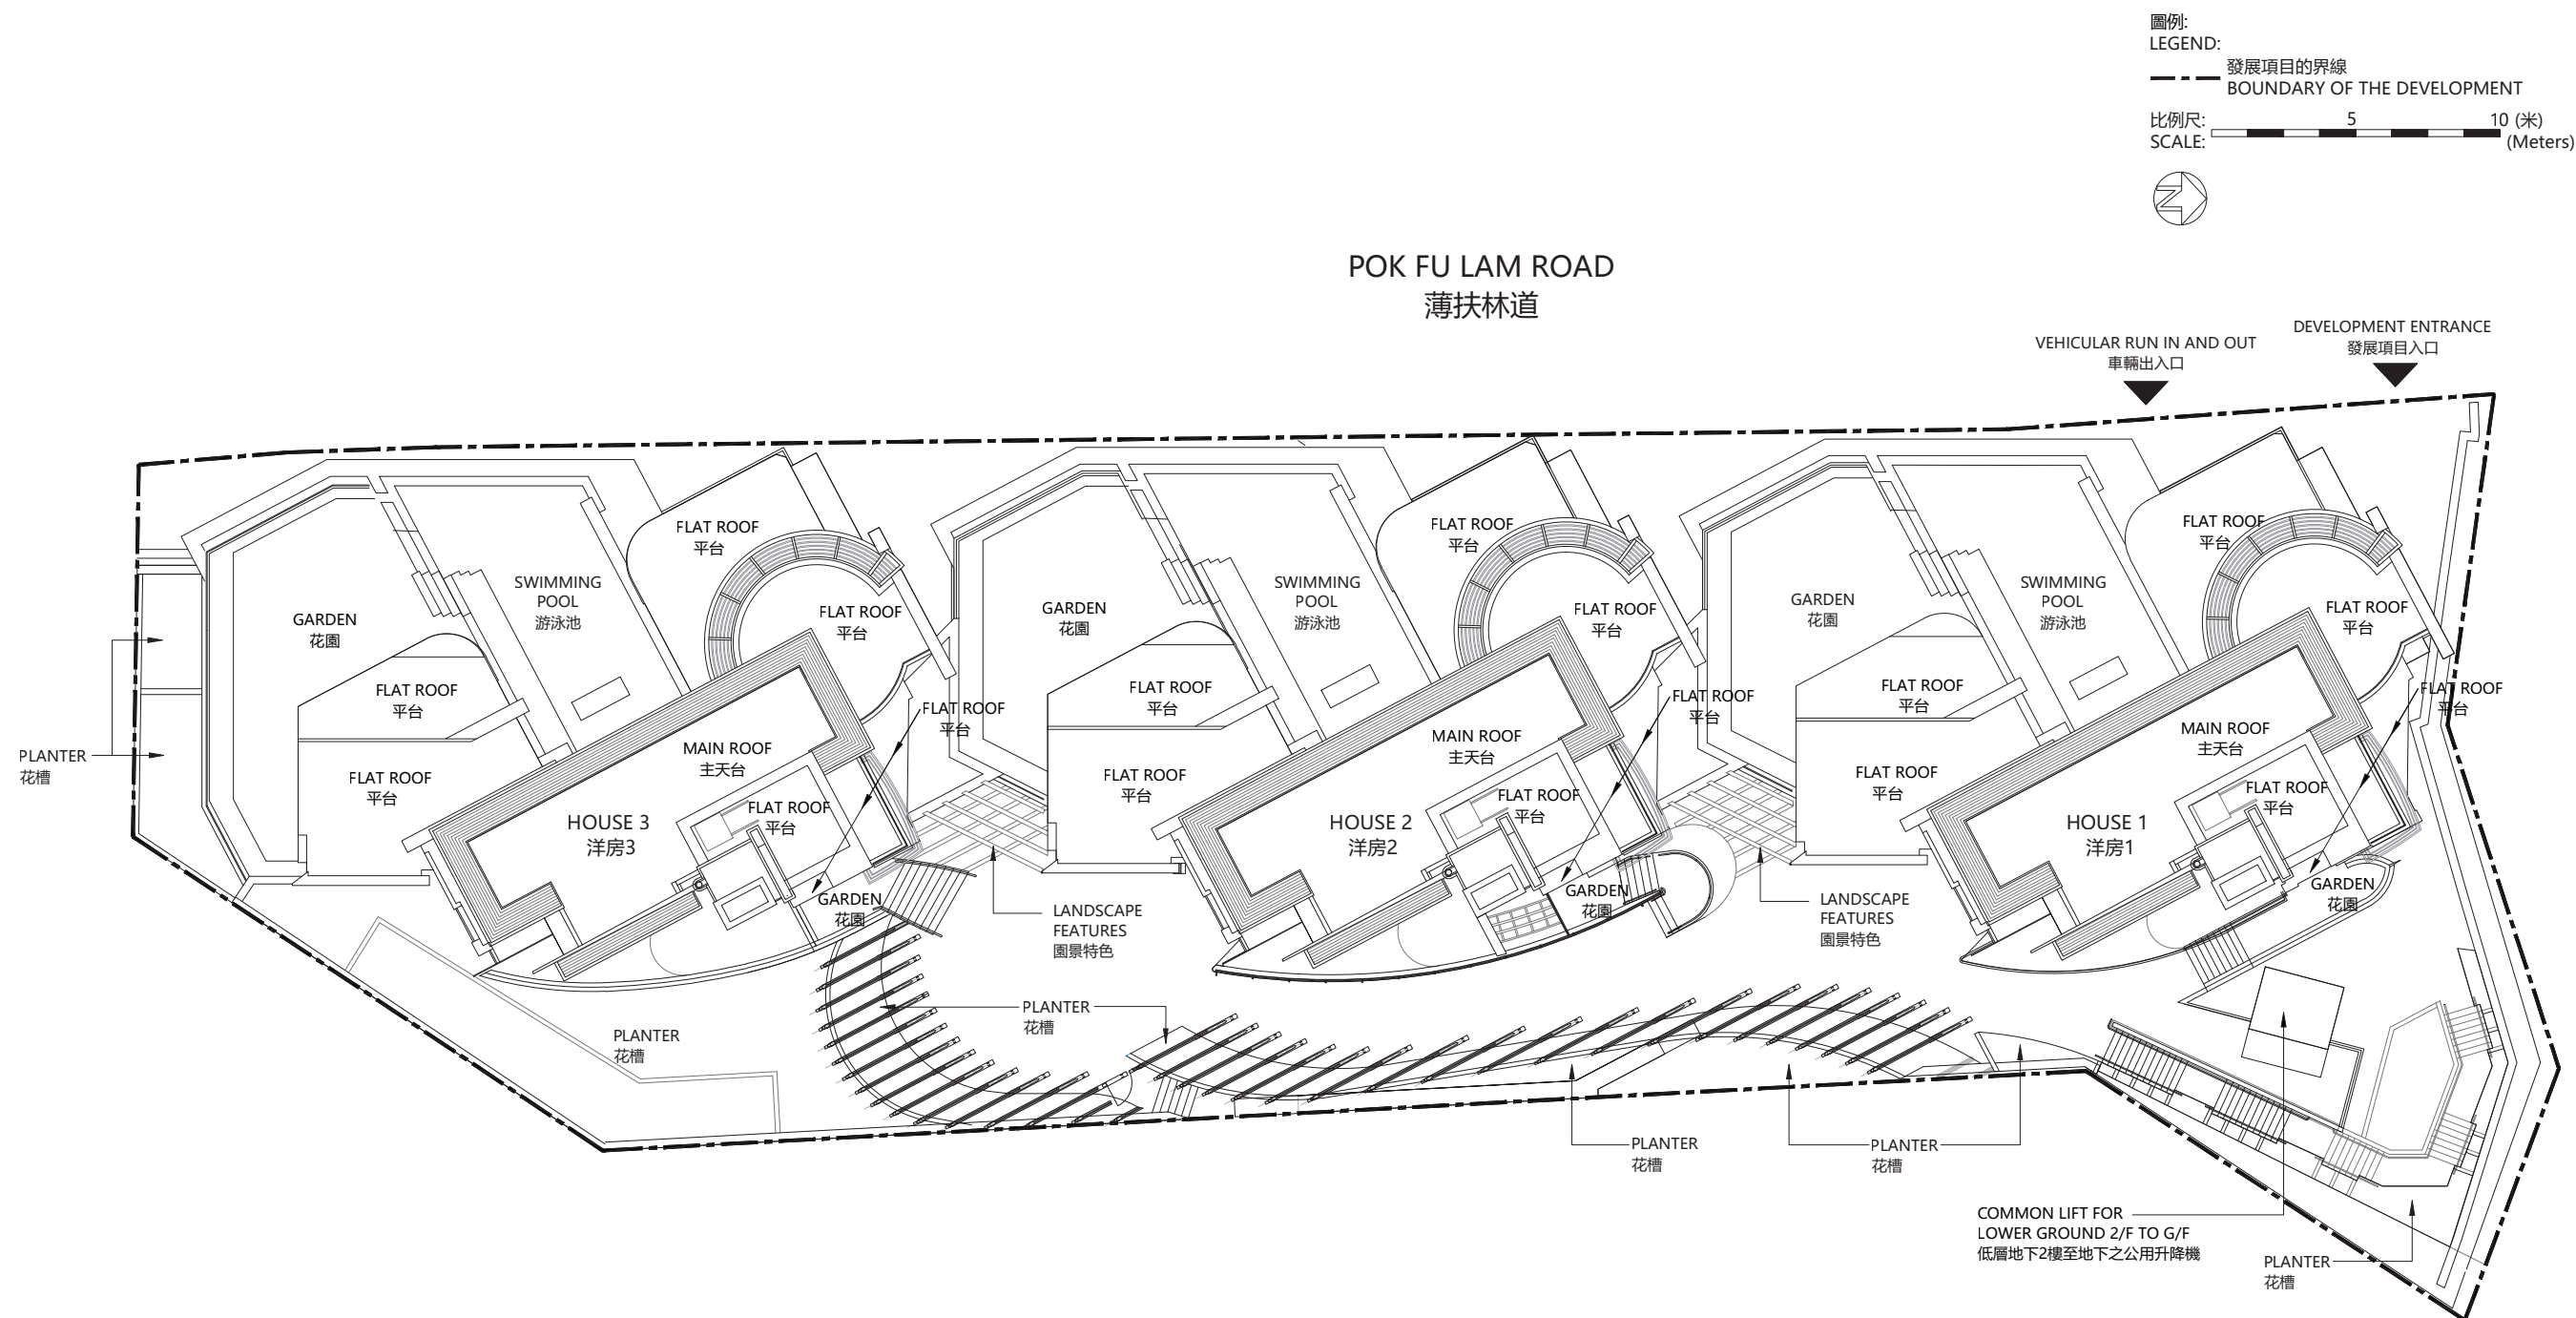 圖例:
LEGEND:
發展項目的界線
BOUNDARY OF THE DEVELOPMENT
比例尺:
SCALE:
5
10 (米)
(Meters)
N
POK FU LAM ROAD
薄扶林道
VEHICULAR RUN IN AND OUT
車輛出入口
DEVELOPMENT ENTRANCE
發展項目入口
GARDEN
花園
SWIMMING
POOL
游泳池
FLAT ROOF
平台
FLAT ROOF
平台
FLAT ROOF
平台
FLAT ROOF
平台
FLAT ROOF
平台
MAIN ROOF
主天台
FLAT ROOF
平台
HOUSE 3
洋房3
GARDEN
花園
PLANTER
花槽
PLANTER
花槽
GARDEN
花園
SWIMMING
POOL
游泳池
FLAT ROOF
平台
FLAT ROOF
平台
FLAT ROOF
平台
FLAT ROOF
平台
FLAT ROOF
平台
MAIN ROOF
主天台
FLAT ROOF
平台
HOUSE 2
洋房2
GARDEN
花園
LANDSCAPE
FEATURES
園景特色
PLANTER
花槽
GARDEN
花園
SWIMMING
POOL
游泳池
FLAT ROOF
平台
FLAT ROOF
平台
FLAT ROOF
平台
FLAT ROOF
平台
FLAT ROOF
平台
MAIN ROOF
主天台
FLAT ROOF
平台
HOUSE 1
洋房1
GARDEN
花園
LANDSCAPE
FEATURES
園景特色
PLANTER
花槽
PLANTER
花槽
COMMON LIFT FOR
LOWER GROUND 2/F TO G/F
低層地下2樓至地下之公用升降機
PLANTER
花槽